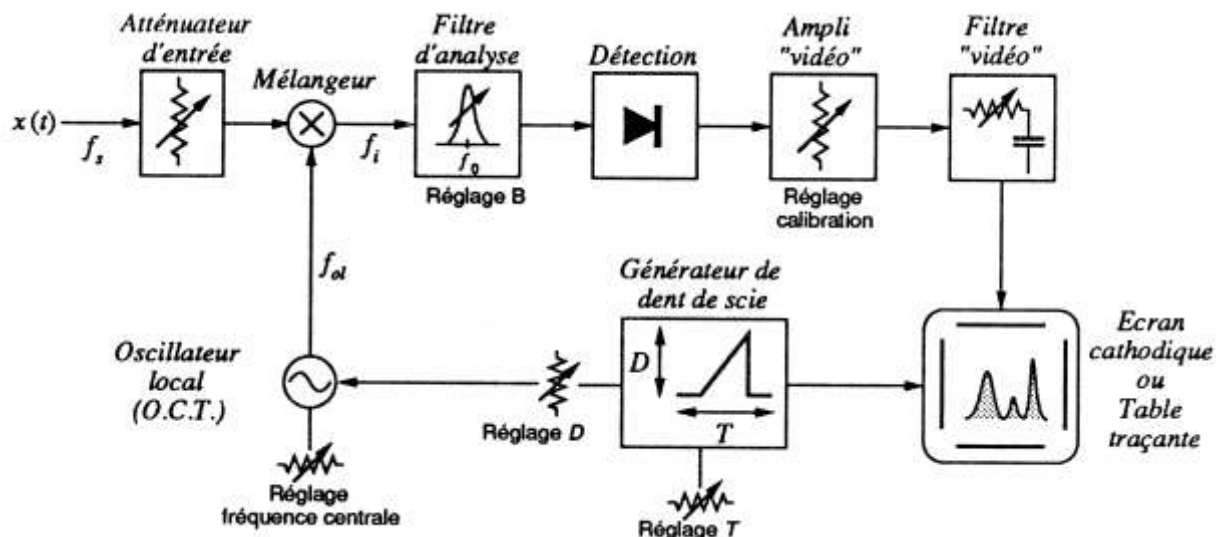 Atténuateur
d'entrée
Mélangeur
Filtre
d'analyse
Détection
Ampli
"vidéo"
Filtre
"vidéo"
x(t)
f_s
f_i
f_0
Réglage B
Réglage
calibration
f_ol
Générateur de
dent de scie
D
T
Oscillateur
local
(O.C.T.)
Réglage D
Ecran
cathodique
ou
Table
traçante
Réglage
fréquence centrale
Réglage T